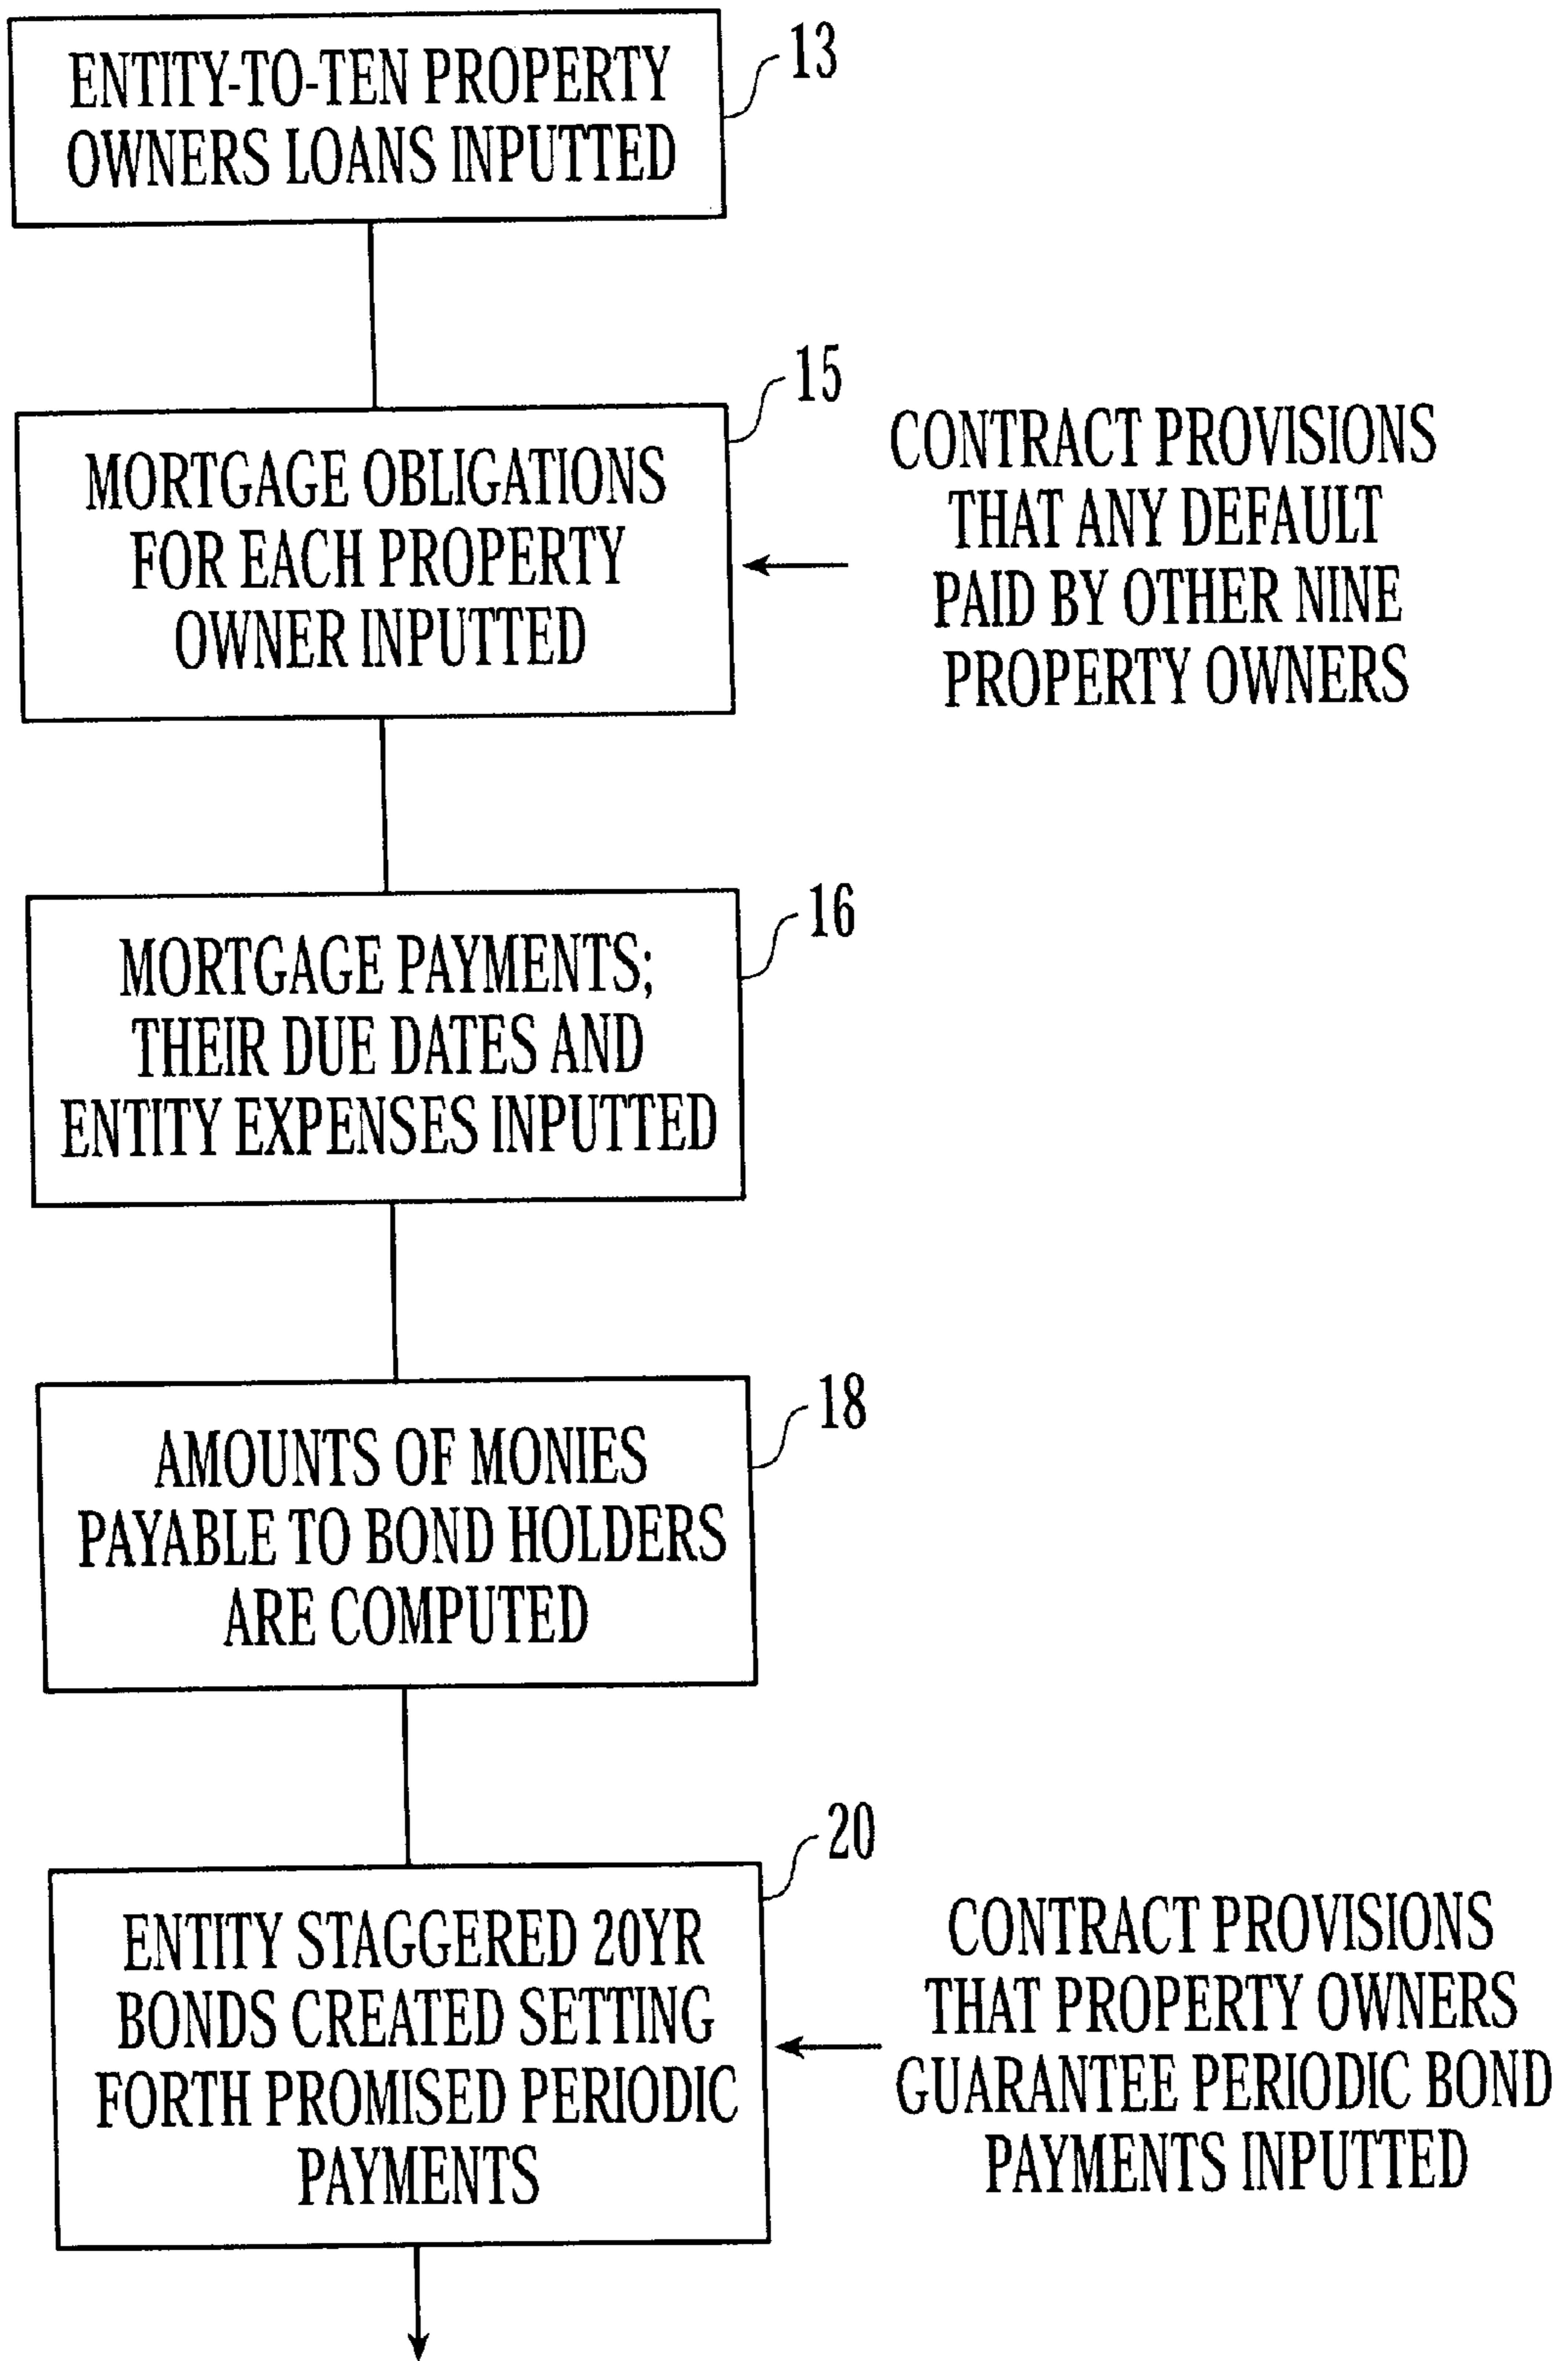 ENTITY-TO-TEN PROPERTY
OWNERS LOANS INPUTTED
13
MORTGAGE OBLIGATIONS
FOR EACH PROPERTY
OWNER INPUTTED
15
CONTRACT PROVISIONS
THAT ANY DEFAULT
PAID BY OTHER NINE
PROPERTY OWNERS
MORTGAGE PAYMENTS;
THEIR DUE DATES AND
ENTITY EXPENSES INPUTTED
16
AMOUNTS OF MONIES
PAYABLE TO BOND HOLDERS
ARE COMPUTED
18
ENTITY STAGGERED 20YR
BONDS CREATED SETTING
FORTH PROMISED PERIODIC
PAYMENTS
20
CONTRACT PROVISIONS
THAT PROPERTY OWNERS
GUARANTEE PERIODIC BOND
PAYMENTS INPUTTED